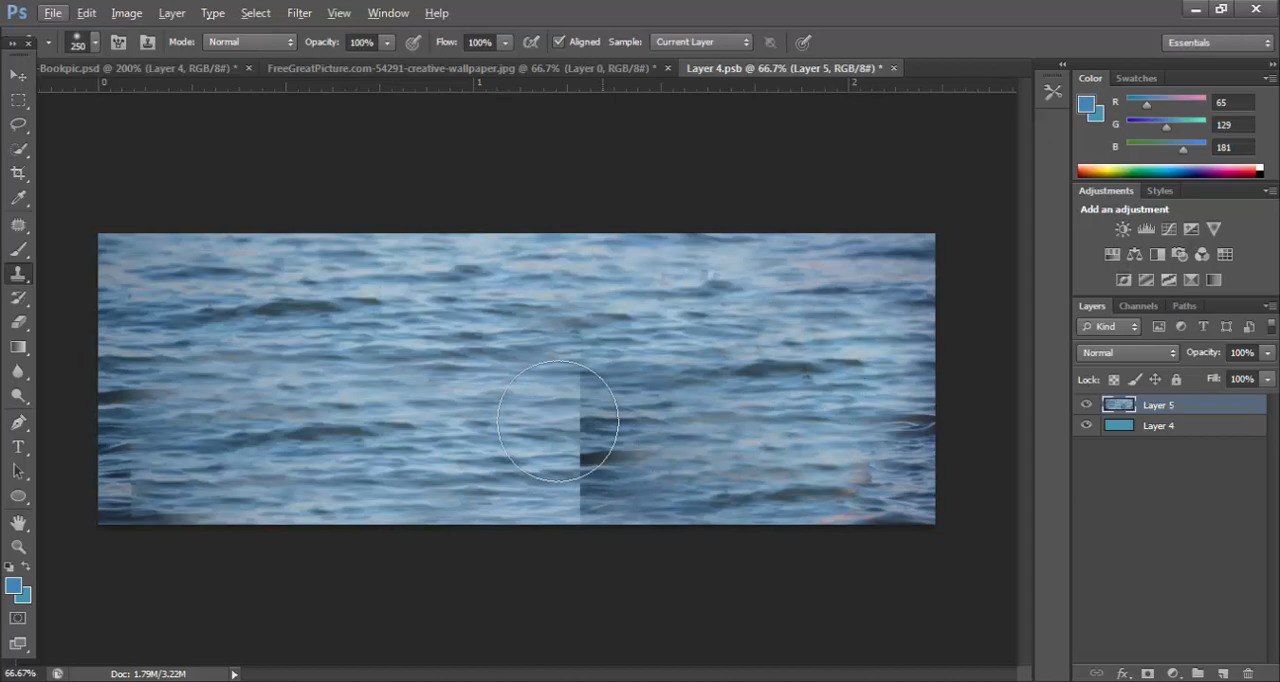 Ps File Edit Image Layer Type Select Filter View Window Help
250 Mode: Normal Opacity: 100% Flow: 100% Aligned Sample: Current Layer Essentials
-Bookpic.psd @ 200% (Layer 4, RGB/8#) * × FreeGreatPicture.com-54291-creative-wallpaper.jpg @ 66.7% (Layer 0, RGB/8#) * × Layer 4.psb @ 66.7% (Layer 5, RGB/8#) * ×
0 1 2
Color Swatches
R 65
G 129
B 181
Adjustments Styles
Add an adjustment
Layers Channels Paths
Kind
Normal Opacity: 100%
Lock: Fill: 100%
Layer 5
Layer 4
66.67% Doc: 1.79M/3.22M